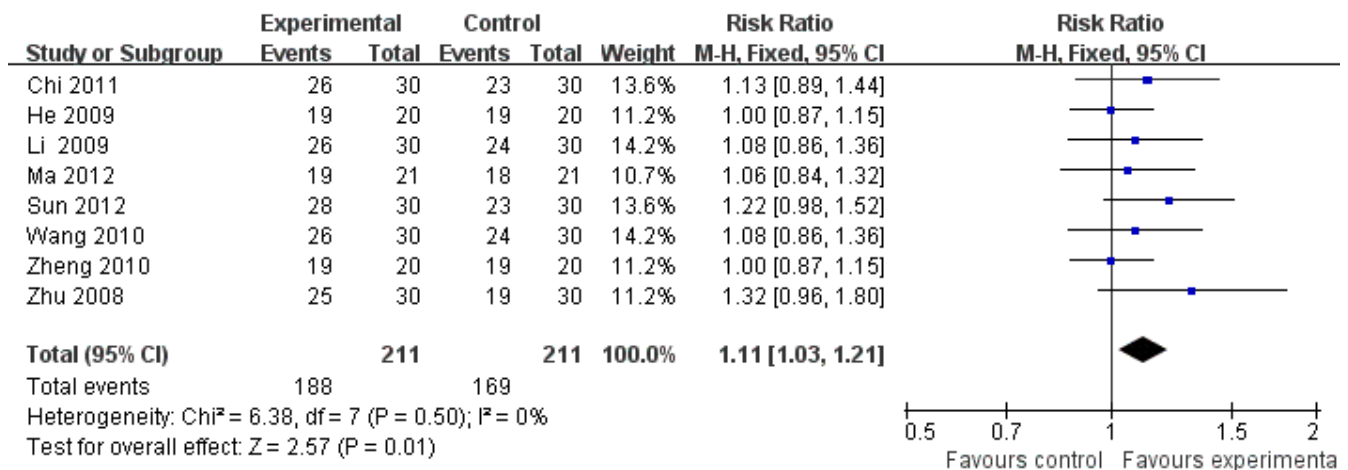 Experimental Control Risk Ratio Risk Ratio
Study or Subgroup Events Total Events Total Weight M-H, Fixed, 95% CI M-H, Fixed, 95% CI
Chi 2011 26 30 23 30 13.6% 1.13 [0.89, 1.44]
He 2009 19 20 19 20 11.2% 1.00 [0.87, 1.15]
Li 2009 26 30 24 30 14.2% 1.08 [0.86, 1.36]
Ma 2012 19 21 18 21 10.7% 1.06 [0.84, 1.32]
Sun 2012 28 30 23 30 13.6% 1.22 [0.98, 1.52]
Wang 2010 26 30 24 30 14.2% 1.08 [0.86, 1.36]
Zheng 2010 19 20 19 20 11.2% 1.00 [0.87, 1.15]
Zhu 2008 25 30 19 30 11.2% 1.32 [0.96, 1.80]
Total (95% CI) 211 211 100.0% 1.11 [1.03, 1.21]
Total events 188 169
Heterogeneity: Chi² = 6.38, df = 7 (P = 0.50); I² = 0%
Test for overall effect: Z = 2.57 (P = 0.01)
0.5 0.7 1 1.5 2
Favours control Favours experimenta